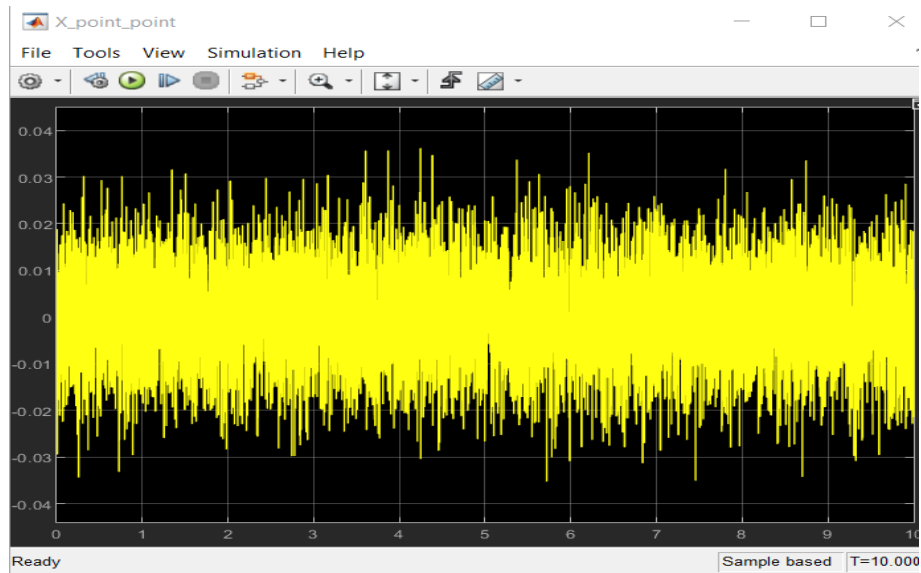 X_point_point
File Tools View Simulation Help
0.04
0.03
0.02
0.01
0
-0.01
-0.02
-0.03
-0.04
0 1 2 3 4 5 6 7 8 9 10
Ready Sample based T=10.000